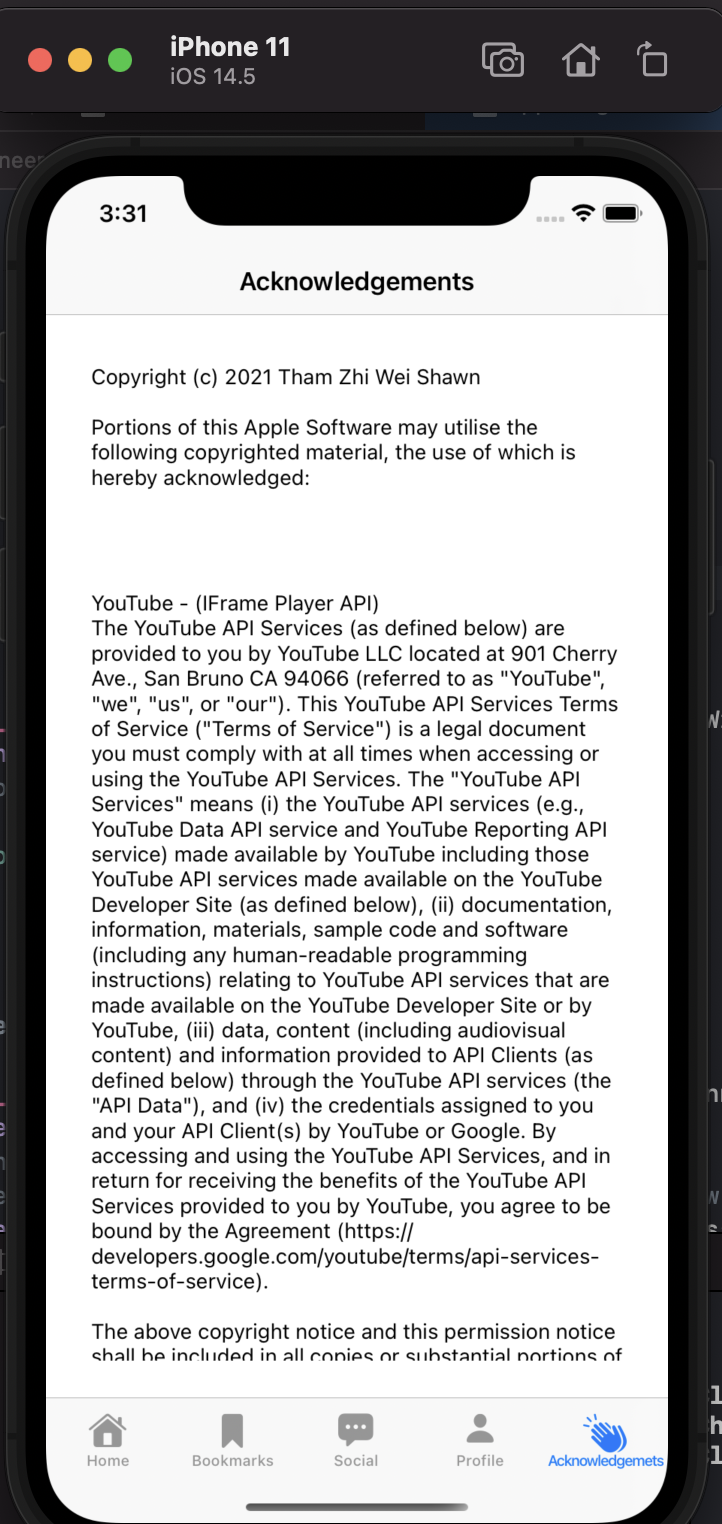 iPhone 11
iOS 14.5
neer
3:31
Acknowledgements
Copyright (c) 2021 Tham Zhi Wei Shawn
Portions of this Apple Software may utilise the
following copyrighted material, the use of which is
hereby acknowledged:
YouTube - (IFrame Player API)
The YouTube API Services (as defined below) are
provided to you by YouTube LLC located at 901 Cherry
Ave., San Bruno CA 94066 (referred to as "YouTube",
"we", "us", or "our"). This YouTube API Services Terms
of Service ("Terms of Service") is a legal document
you must comply with at all times when accessing or
using the YouTube API Services. The "YouTube API
Services" means (i) the YouTube API services (e.g.,
YouTube Data API service and YouTube Reporting API
service) made available by YouTube including those
YouTube API services made available on the YouTube
Developer Site (as defined below), (ii) documentation,
information, materials, sample code and software
(including any human-readable programming
instructions) relating to YouTube API services that are
made available on the YouTube Developer Site or by
YouTube, (iii) data, content (including audiovisual
content) and information provided to API Clients (as
defined below) through the YouTube API services (the
"API Data"), and (iv) the credentials assigned to you
and your API Client(s) by YouTube or Google. By
accessing and using the YouTube API Services, and in
return for receiving the benefits of the YouTube API
Services provided to you by YouTube, you agree to be
bound by the Agreement (https://
developers.google.com/youtube/terms/api-services-
terms-of-service).
The above copyright notice and this permission notice
shall be included in all copies or substantial portions of
Home
Bookmarks
Social
Profile
Acknowledgemets